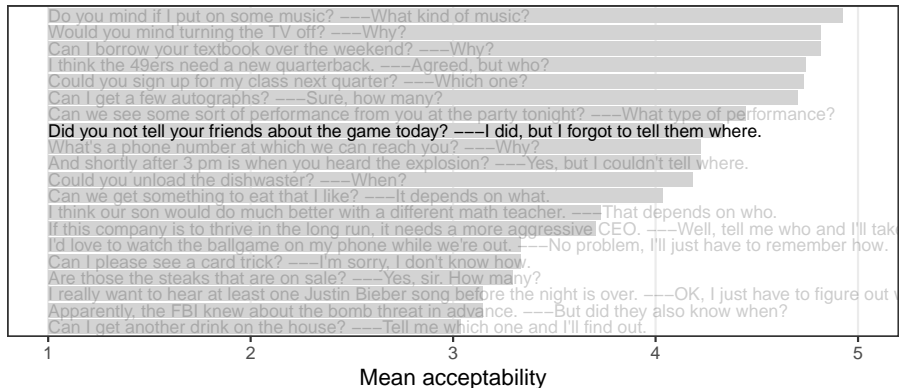 Do you mind if I put on some music? −−−What kind of music?
Would you mind turning the TV off? −−−Why?
Can I borrow your textbook over the weekend? −−−Why?
I think the 49ers need a new quarterback. −−−Agreed, but who?
Could you sign up for my class next quarter? −−−Which one?
Can I get a few autographs? −−−Sure, how many?
Can we see some sort of performance from you at the party tonight? −−−What type of performance?
Did you not tell your friends about the game today? −−−I did, but I forgot to tell them where.
What's a phone number at which we can reach you? −−−Why?
And shortly after 3 pm is when you heard the explosion? −−−Yes, but I couldn't tell where.
Could you unload the dishwaster? −−−When?
Can we get something to eat that I like? −−−It depends on what.
I think our son would do much better with a different math teacher. −−−That depends on who.
If this company is to thrive in the long run, it needs a more aggressive CEO. −−−Well, tell me who and I'll tak
I'd love to watch the ballgame on my phone while we're out. −−−No problem, I'll just have to remember how.
Can I please see a card trick? −−−I'm sorry, I don't know how.
Are those the steaks that are on sale? −−−Yes, sir. How many?
I really want to hear at least one Justin Bieber song before the night is over. −−−OK, I just have to figure out
Apparently, the FBI knew about the bomb threat in advance. −−−But did they also know when?
Can I get another drink on the house? −−−Tell me which one and I'll find out.
1 2 3 4 5
Mean acceptability